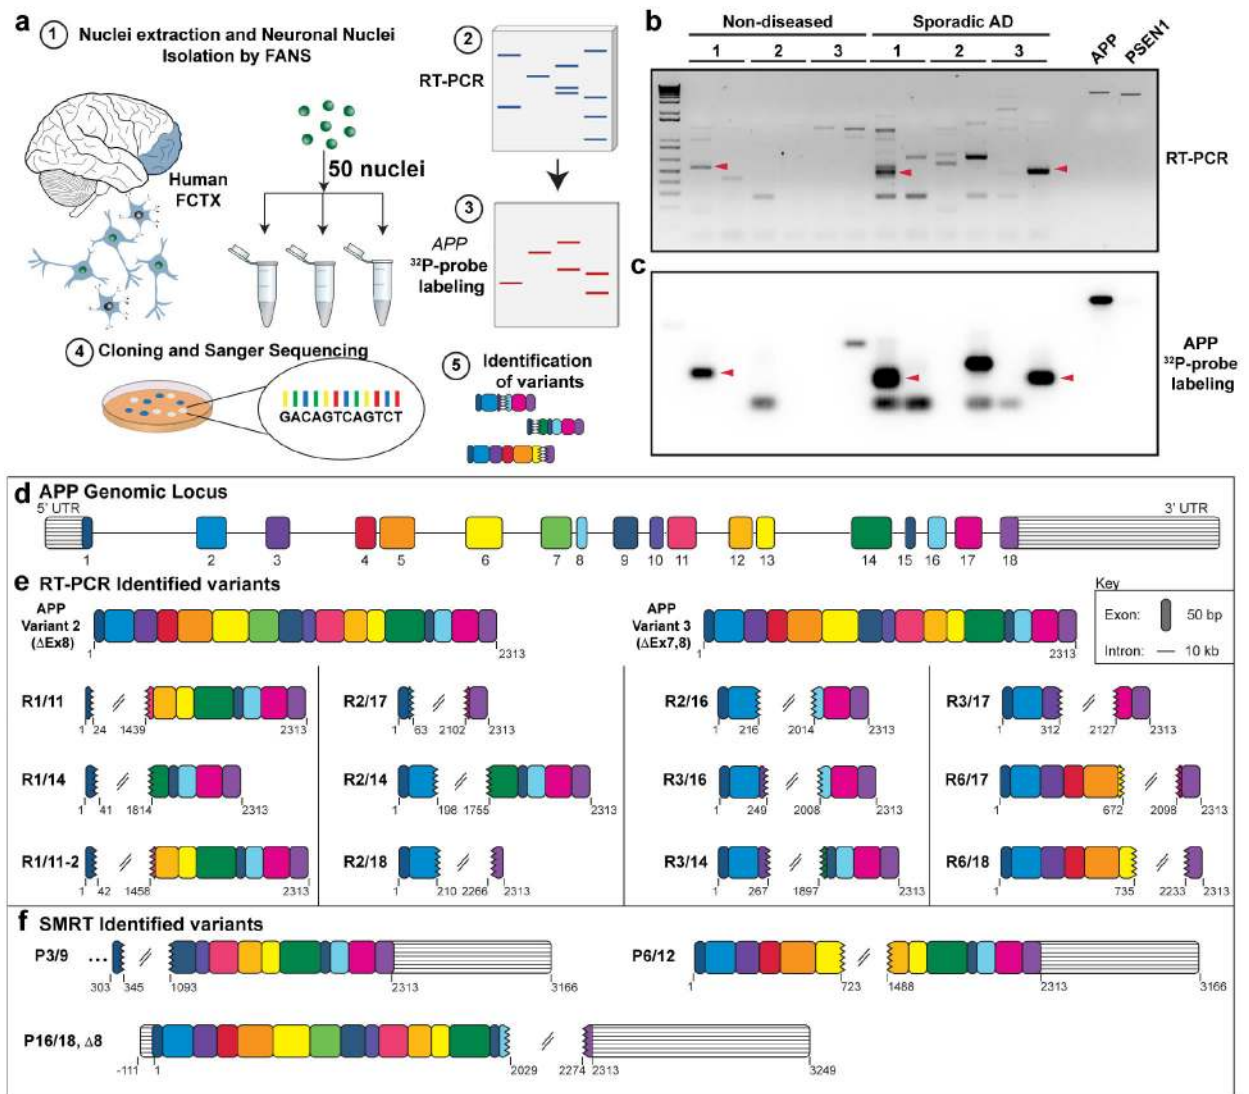 a
1 Nuclei extraction and Neuronal Nuclei
Isolation by FANS
Human
FCTX
50 nuclei
2
RT-PCR
3
APP
³²P-probe
labeling
4 Cloning and Sanger Sequencing
GACAGTCAGTCT
5 Identification
of variants
b
Non-diseased Sporadic AD
1 2 3 1 2 3
APP PSEN1
RT-PCR
c
APP
³²P-probe
labeling
d APP Genomic Locus
5' UTR 3' UTR
1 2 3 4 5 6 7 8 9 10 11 12 13 14 15 16 17 18
e RT-PCR Identified variants
Key
Exon: 50 bp
Intron: 10 kb
APP
Variant 2
(ΔEx8)
1 2313
APP
Variant 3
(ΔEx7,8)
1 2313
R1/11
1 24 1439 2313
R2/17
1 63 2102 2313
R2/16
1 216 2014 2313
R3/17
1 312 2127 2313
R1/14
1 41 1814 2313
R2/14
1 198 1755 2313
R3/16
1 249 2008 2313
R6/17
1 672 2098 2313
R1/11-2
1 42 1458 2313
R2/18
1 210 2266 2313
R3/14
1 267 1897 2313
R6/18
1 735 2233 2313
f SMRT Identified variants
P3/9
...
303 345 1093 2313 3166
P6/12
1 723 1488 2313 3166
P16/18, Δ8
-111 1 2029 2274 2313 3249